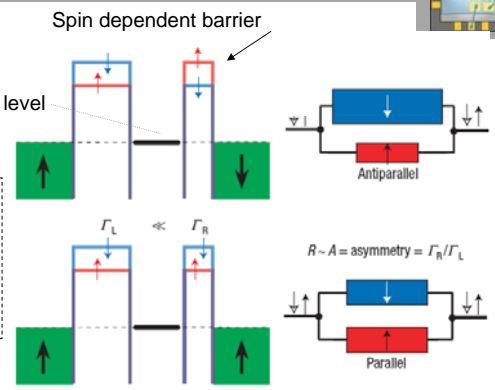 Spin dependent barrier
level
Antiparallel
Γ_L ≪ Γ_R
R ~ A = asymmetry = Γ_R/Γ_L
Parallel